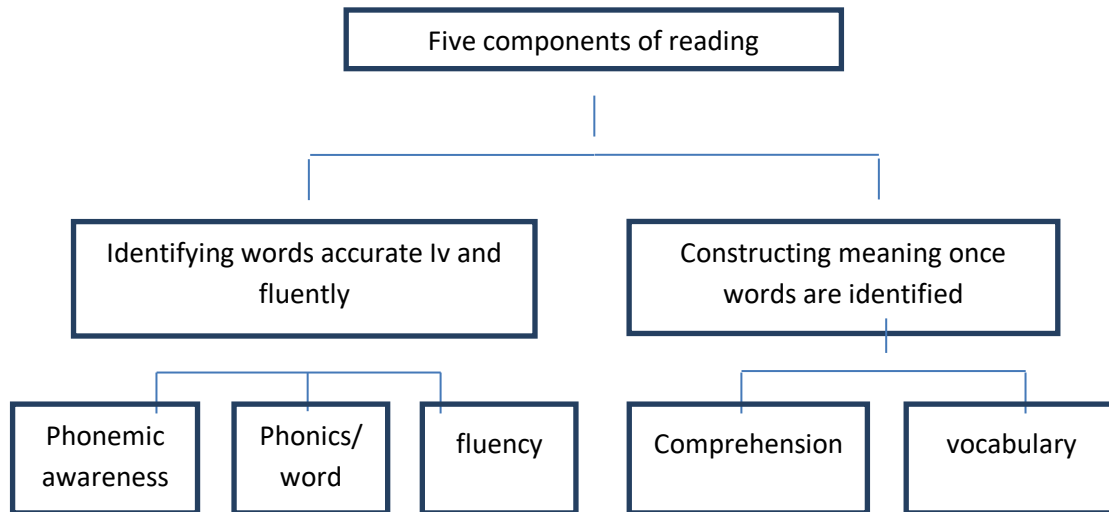 Five components of reading
Identifying words accurate Iv and
fluently
Constructing meaning once
words are identified
Phonemic
awareness
Phonics/
word
fluency
Comprehension
vocabulary